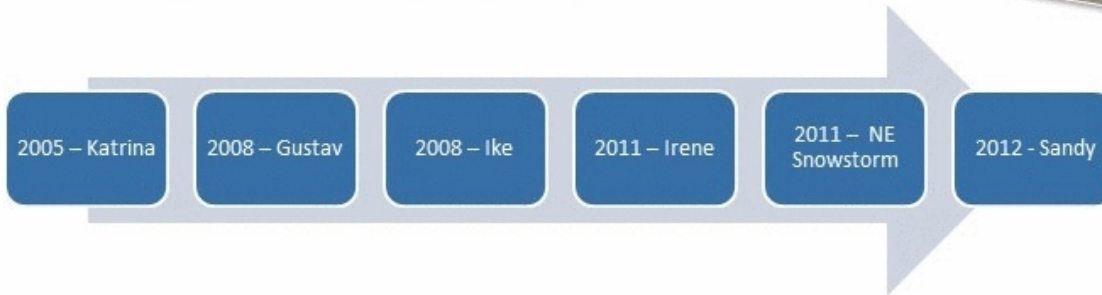 2005 – Katrina
2008 – Gustav
2008 – Ike
2011 – Irene
2011 – NE
Snowstorm
2012 - Sandy